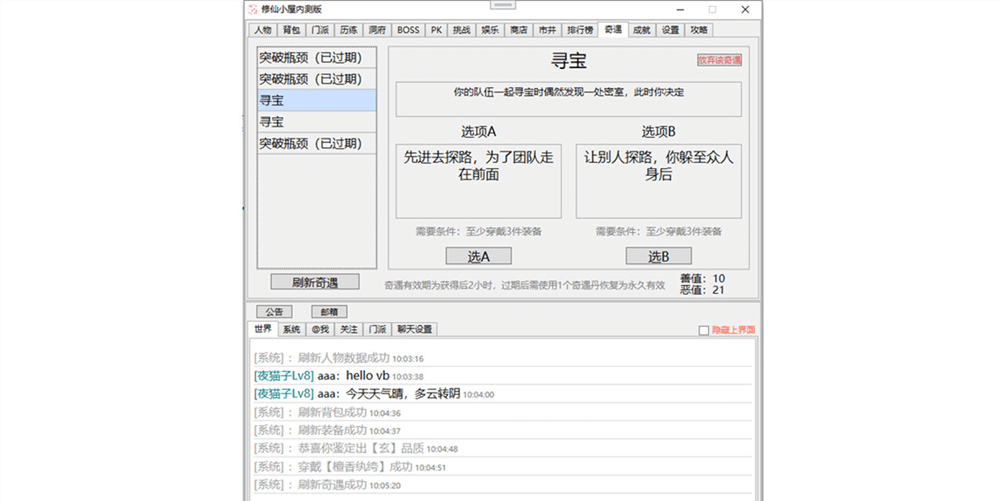 修仙小屋内测版
人物 背包 门派 历练 洞府 BOSS PK 挑战 娱乐 商店 市井 排行榜 奇遇 成就 设置 攻略
突破瓶颈（已过期）
突破瓶颈（已过期）
寻宝
寻宝
突破瓶颈（已过期）
刷新奇遇
寻宝
放弃该奇遇
你的队伍一起寻宝时偶然发现一处密室，此时你决定
选项A
选项B
先进去探路，为了团队走
在前面
让别人探路，你躲至众人
身后
需要条件：至少穿戴3件装备
需要条件：至少穿戴3件装备
选A
选B
奇遇有效期为获得后2小时，过期后需使用1个奇遇丹恢复为永久有效
善值：10
恶值：21
公告 邮箱
世界 系统 @我 关注 门派 聊天设置
隐藏上界面
[系统]：刷新人物数据成功 10:03:16
[夜猫子Lv8] aaa：hello vb 10:03:38
[夜猫子Lv8] aaa：今天天气晴，多云转阴 10:04:00
[系统]：刷新背包成功 10:04:36
[系统]：刷新装备成功 10:04:37
[系统]：恭喜你鉴定出【玄】品质 10:04:48
[系统]：穿戴【檀香纨绔】成功 10:04:51
[系统]：刷新奇遇成功 10:05:20